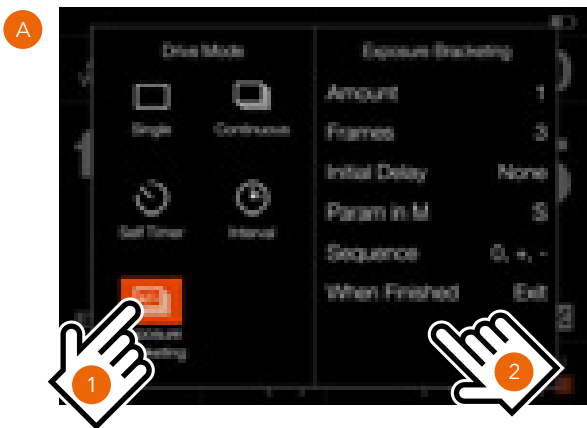 A
Drive Mode
Exposure Bracketing
Single
Continuous
Self Timer
Interval
Amount 1
Frames 3
Initial Delay None
Param in M S
Sequence 0, +, -
When Finished Exit
1
2